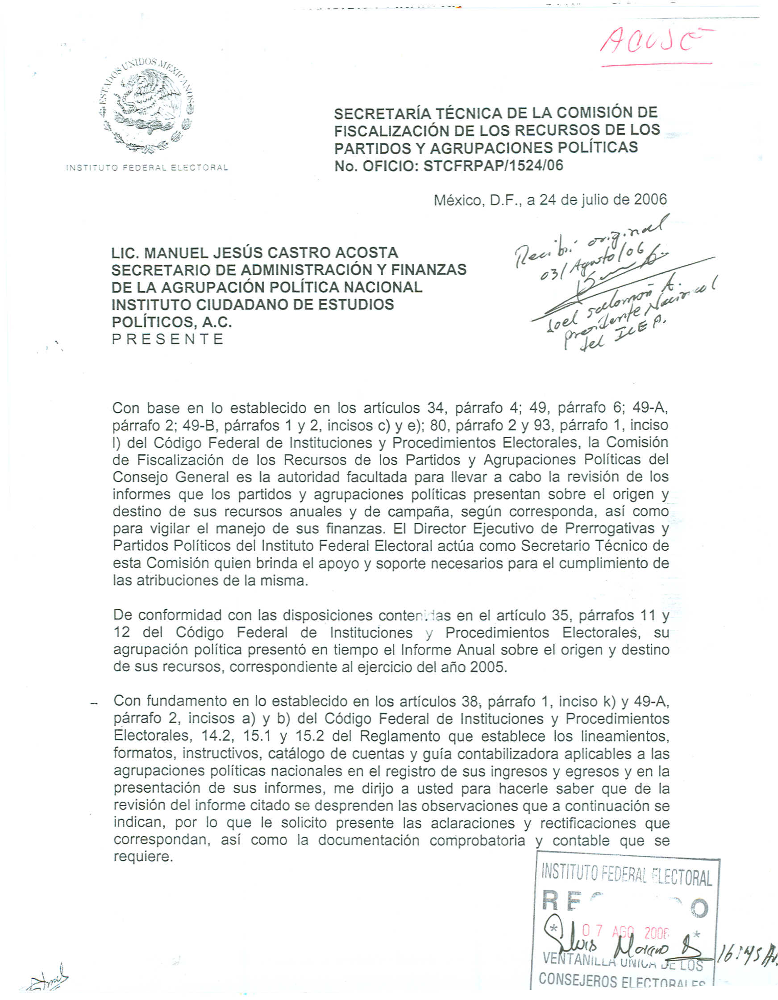 ACUSE
ESTADOS UNIDOS MEXICANOS
INSTITUTO FEDERAL ELECTORAL
SECRETARÍA TÉCNICA DE LA COMISIÓN DE
FISCALIZACIÓN DE LOS RECURSOS DE LOS
PARTIDOS Y AGRUPACIONES POLÍTICAS
No. OFICIO: STCFRPAP/1524/06
México, D.F., a 24 de julio de 2006
Recibí original
03/Agosto/06
Joel Salomón A.
presidente Nacional
del ICEP.
LIC. MANUEL JESÚS CASTRO ACOSTA
SECRETARIO DE ADMINISTRACIÓN Y FINANZAS
DE LA AGRUPACIÓN POLÍTICA NACIONAL
INSTITUTO CIUDADANO DE ESTUDIOS
POLÍTICOS, A.C.
P R E S E N T E
Con base en lo establecido en los artículos 34, párrafo 4; 49, párrafo 6; 49-A,
párrafo 2; 49-B, párrafos 1 y 2, incisos c) y e); 80, párrafo 2 y 93, párrafo 1, inciso
l) del Código Federal de Instituciones y Procedimientos Electorales, la Comisión
de Fiscalización de los Recursos de los Partidos y Agrupaciones Políticas del
Consejo General es la autoridad facultada para llevar a cabo la revisión de los
informes que los partidos y agrupaciones políticas presentan sobre el origen y
destino de sus recursos anuales y de campaña, según corresponda, así como
para vigilar el manejo de sus finanzas. El Director Ejecutivo de Prerrogativas y
Partidos Políticos del Instituto Federal Electoral actúa como Secretario Técnico de
esta Comisión quien brinda el apoyo y soporte necesarios para el cumplimiento de
las atribuciones de la misma.
De conformidad con las disposiciones contenidas en el artículo 35, párrafos 11 y
12 del Código Federal de Instituciones y Procedimientos Electorales, su
agrupación política presentó en tiempo el Informe Anual sobre el origen y destino
de sus recursos, correspondiente al ejercicio del año 2005.
Con fundamento en lo establecido en los artículos 38, párrafo 1, inciso k) y 49-A,
párrafo 2, incisos a) y b) del Código Federal de Instituciones y Procedimientos
Electorales, 14.2, 15.1 y 15.2 del Reglamento que establece los lineamientos,
formatos, instructivos, catálogo de cuentas y guía contabilizadora aplicables a las
agrupaciones políticas nacionales en el registro de sus ingresos y egresos y en la
presentación de sus informes, me dirijo a usted para hacerle saber que de la
revisión del informe citado se desprenden las observaciones que a continuación se
indican, por lo que le solicito presente las aclaraciones y rectificaciones que
correspondan, así como la documentación comprobatoria y contable que se
requiere.
INSTITUTO FEDERAL ELECTORAL
* 07 AGO 2006 *
Moreno
VENTANILLA UNICA DE LOS
CONSEJEROS ELECTORALES